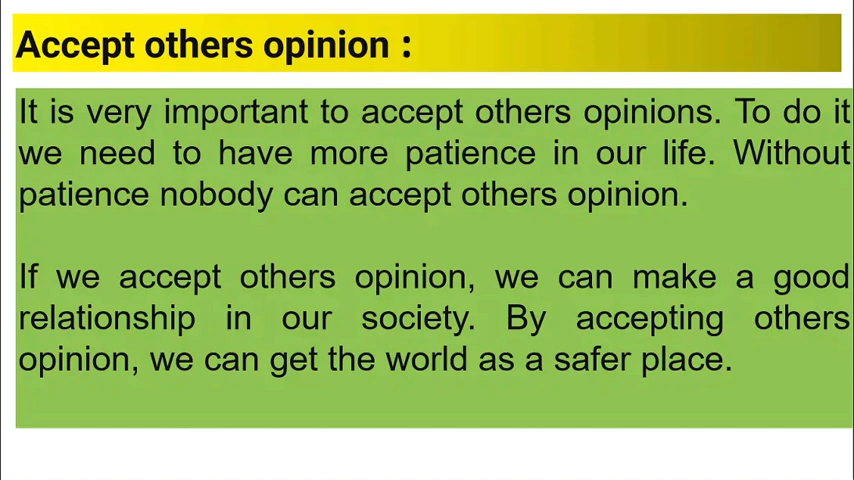 Accept others opinion :
It is very important to accept others opinions. To do it
we need to have more patience in our life. Without
patience nobody can accept others opinion.
If we accept others opinion, we can make a good
relationship in our society. By accepting others
opinion, we can get the world as a safer place.